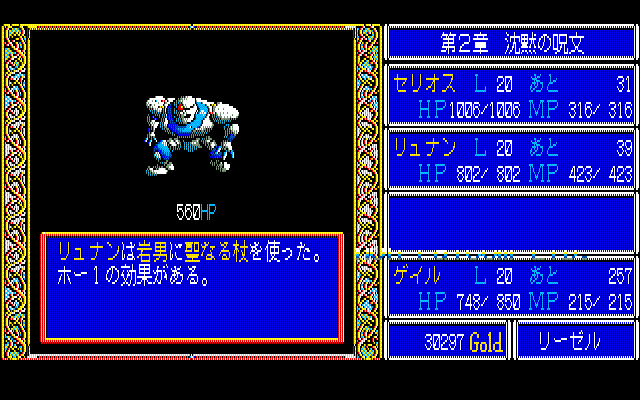 第2章 沈黙の呪文
セリオス L 20 あと 31
HP 1006/1006 MP 316/ 316
リュナン L 20 あと 39
HP 802/ 802 MP 423/ 423
560HP
リュナンは岩男に聖なる杖を使った。
ホー1の効果がある。
ゲイル L 20 あと 257
HP 748/ 850 MP 215/ 215
30297 Gold
リーゼル